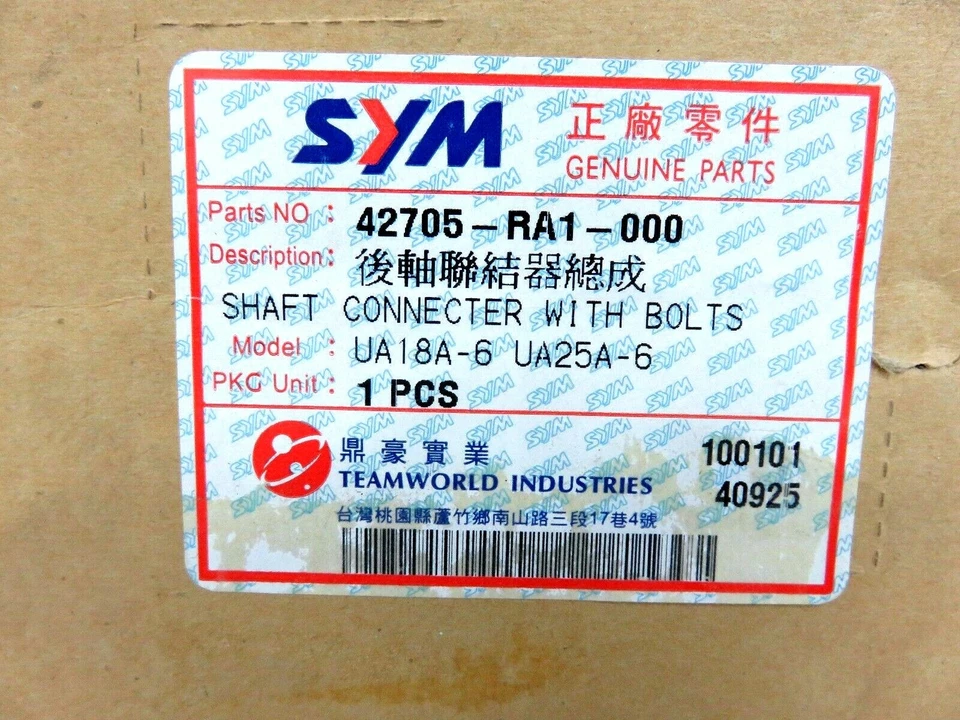 SYM 正廠零件
GENUINE PARTS
Parts NO : 42705-RA1-000
Description: 後軸聯結器總成
SHAFT CONNECTER WITH BOLTS
Model : UA18A-6 UA25A-6
PKG Unit : 1 PCS
鼎豪實業 100101
TEAMWORLD INDUSTRIES 40925
台灣桃園縣蘆竹鄉南山路三段17巷4號